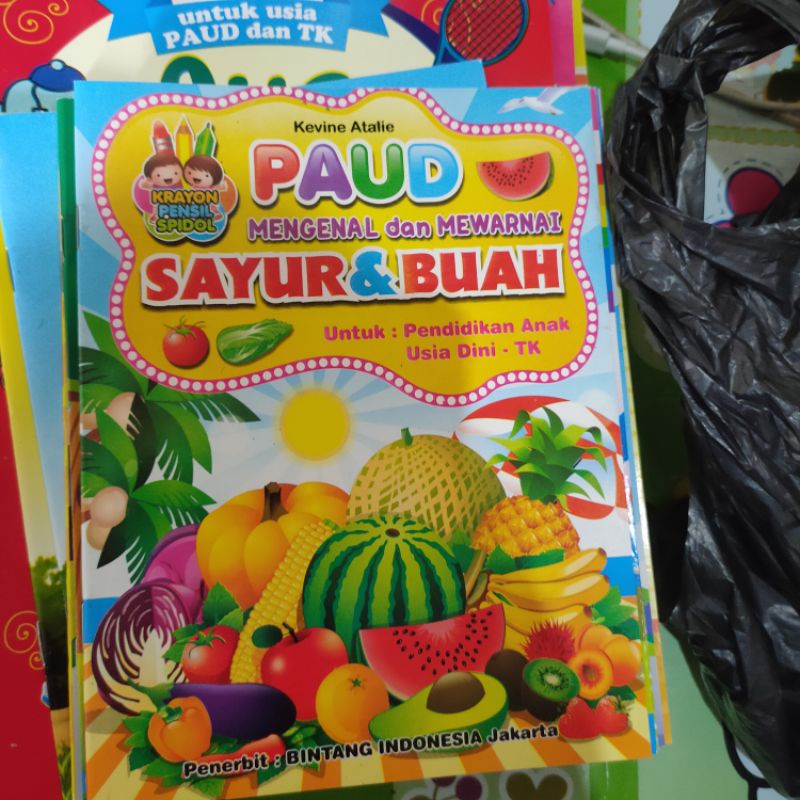 untuk usia
PAUD dan TK
Kevine Atalie
PAUD
KRAYON
PENSIL
SPIDOL
MENGENAL dan MEWARNAI
SAYUR & BUAH
Untuk : Pendidikan Anak
Usia Dini - TK
Penerbit : BINTANG INDONESIA Jakarta